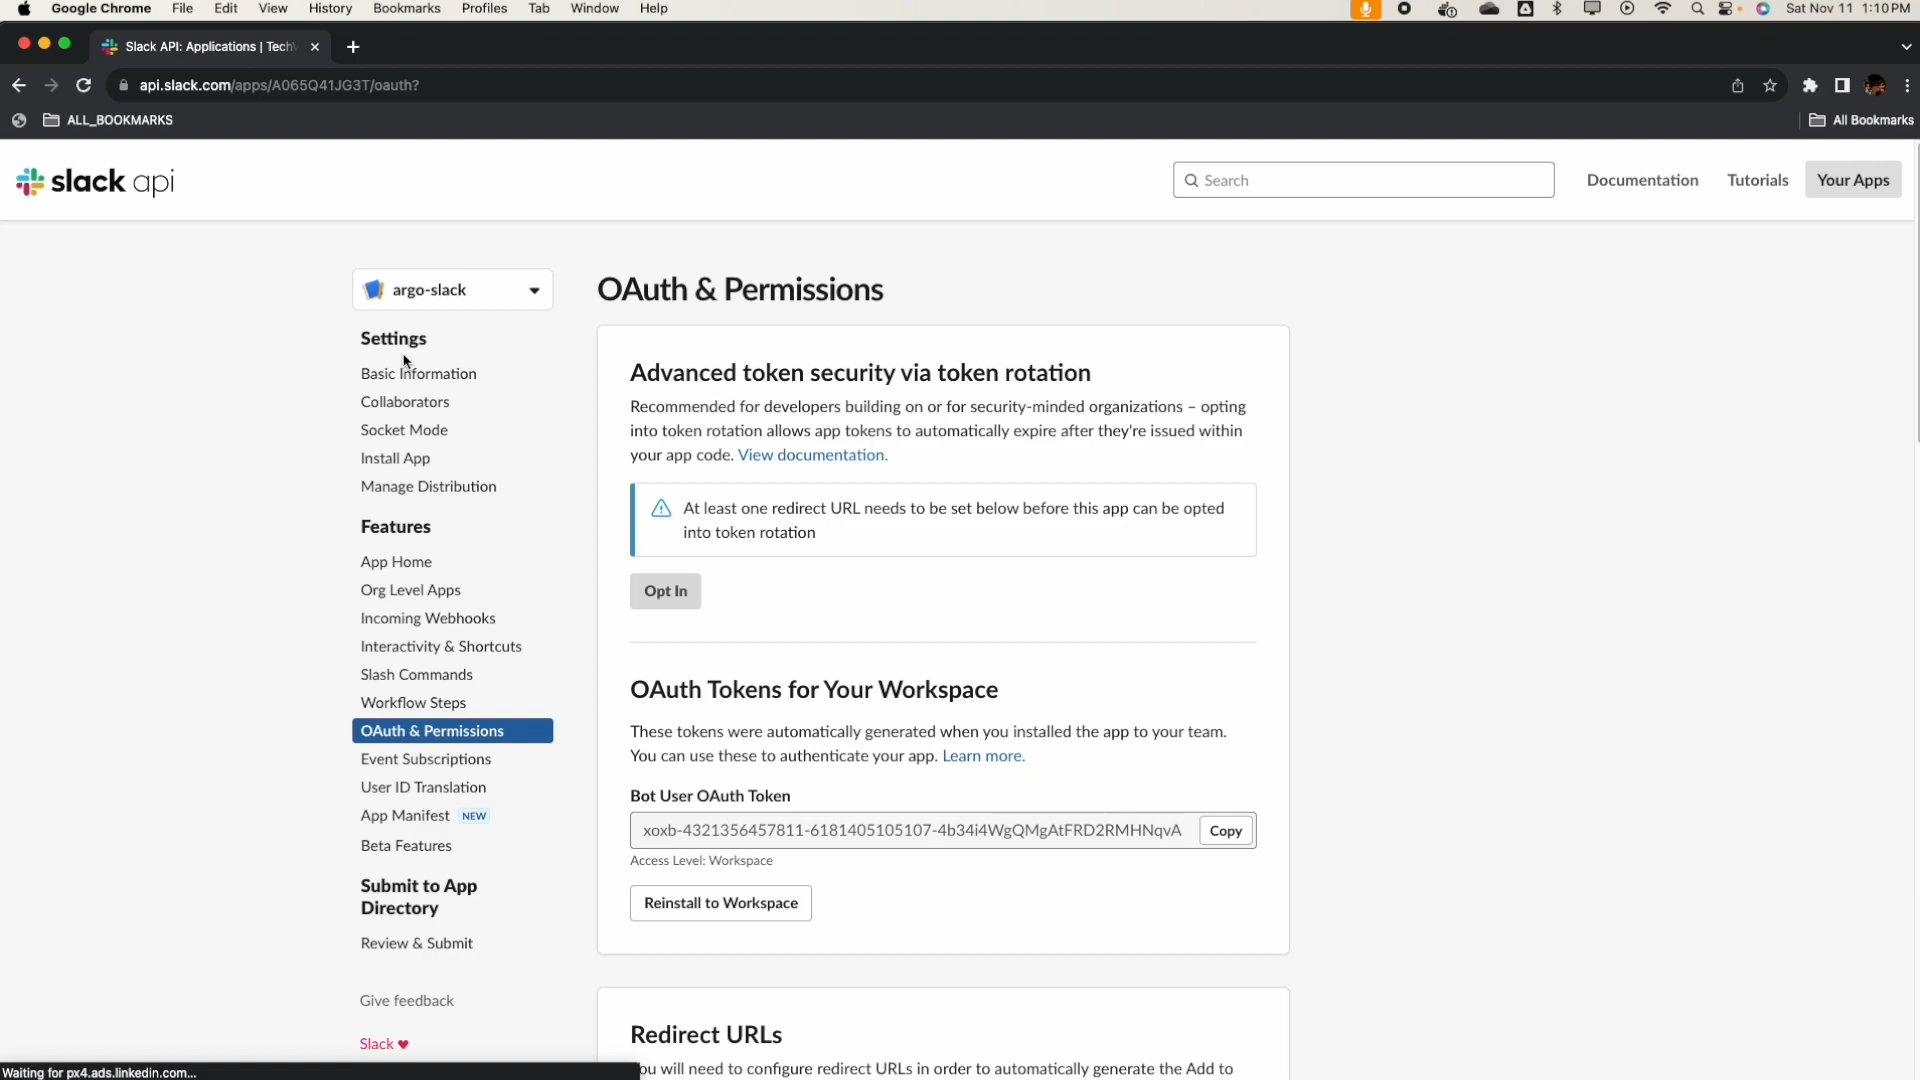 Google Chrome File Edit View History Bookmarks Profiles Tab Window Help Sat Nov 11 1:10 PM
Slack API: Applications | Tech
api.slack.com/apps/A065Q41JG3T/oauth?
ALL_BOOKMARKS All Bookmarks
slack api
Search
Documentation Tutorials Your Apps
argo-slack
Settings
Basic Information
Collaborators
Socket Mode
Install App
Manage Distribution
Features
App Home
Org Level Apps
Incoming Webhooks
Interactivity & Shortcuts
Slash Commands
Workflow Steps
OAuth & Permissions
Event Subscriptions
User ID Translation
App Manifest NEW
Beta Features
Submit to App
Directory
Review & Submit
Give feedback
Slack ♥
OAuth & Permissions
Advanced token security via token rotation
Recommended for developers building on or for security-minded organizations – opting
into token rotation allows app tokens to automatically expire after they're issued within
your app code. View documentation.
At least one redirect URL needs to be set below before this app can be opted
into token rotation
Opt In
OAuth Tokens for Your Workspace
These tokens were automatically generated when you installed the app to your team.
You can use these to authenticate your app. Learn more.
Bot User OAuth Token
xoxb-4321356457811-6181405105107-4b34i4WgQMgAtFRD2RMHNqvA Copy
Access Level: Workspace
Reinstall to Workspace
Redirect URLs
ou will need to configure redirect URLs in order to automatically generate the Add to
Waiting for px4.ads.linkedin.com...